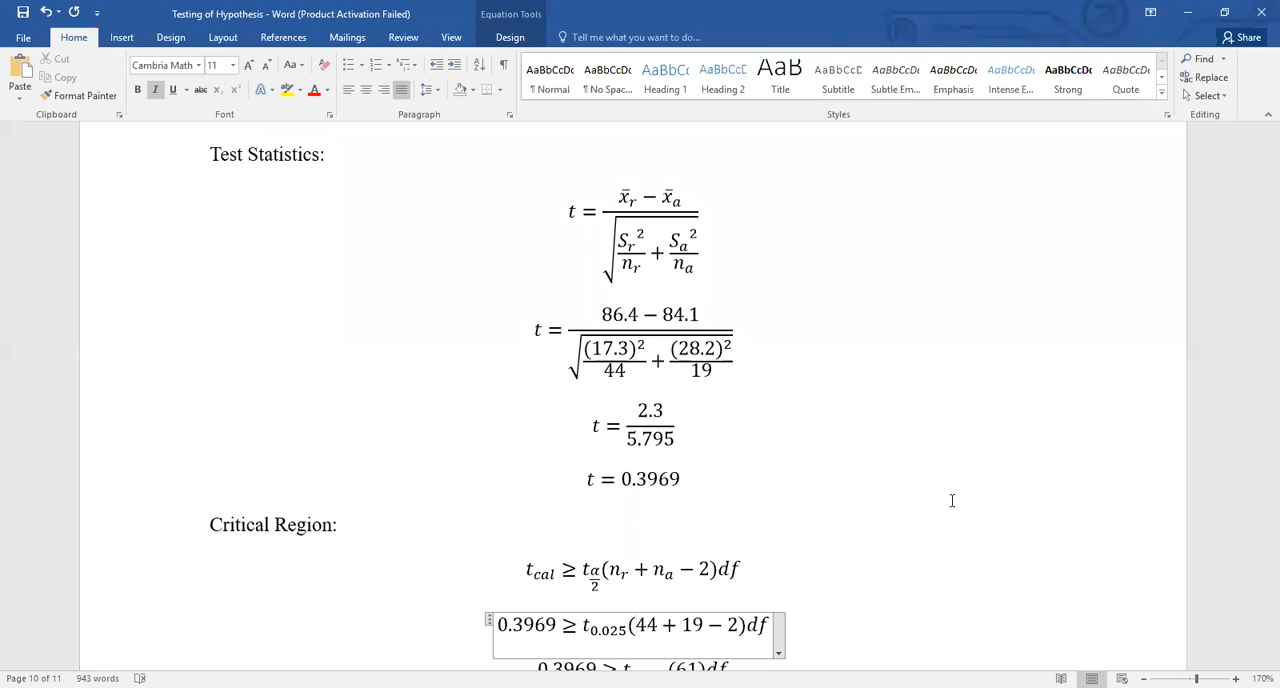 Testing of Hypothesis - Word (Product Activation Failed)
Equation Tools
File Home Insert Design Layout References Mailings Review View Design Tell me what you want to do... Share
Paste
Cut
Copy
Format Painter
Clipboard
Cambria Math 11
Font
Paragraph
AaBbCcDc AaBbCcDc AaBbCc AaBbCcC AaB AaBbCcD AaBbCcDc AaBbCcDc AaBbCcDc AaBbCcDc AaBbCcDc
¶ Normal ¶ No Spac... Heading 1 Heading 2 Title Subtitle Subtle Em... Emphasis Intense E... Strong Quote
Styles
Find
Replace
Select
Editing
Test Statistics:
t = (x̄_r − x̄_a) / √(S_r²/n_r + S_a²/n_a)
t = (86.4 − 84.1) / √((17.3)²/44 + (28.2)²/19)
t = 2.3/5.795
t = 0.3969
Critical Region:
t_cal ≥ t_α/2 (n_r + n_a − 2)df
0.3969 ≥ t_0.025 (44 + 19 − 2)df
0.3969 ≥ t (61)df
Page 10 of 11 943 words 170%